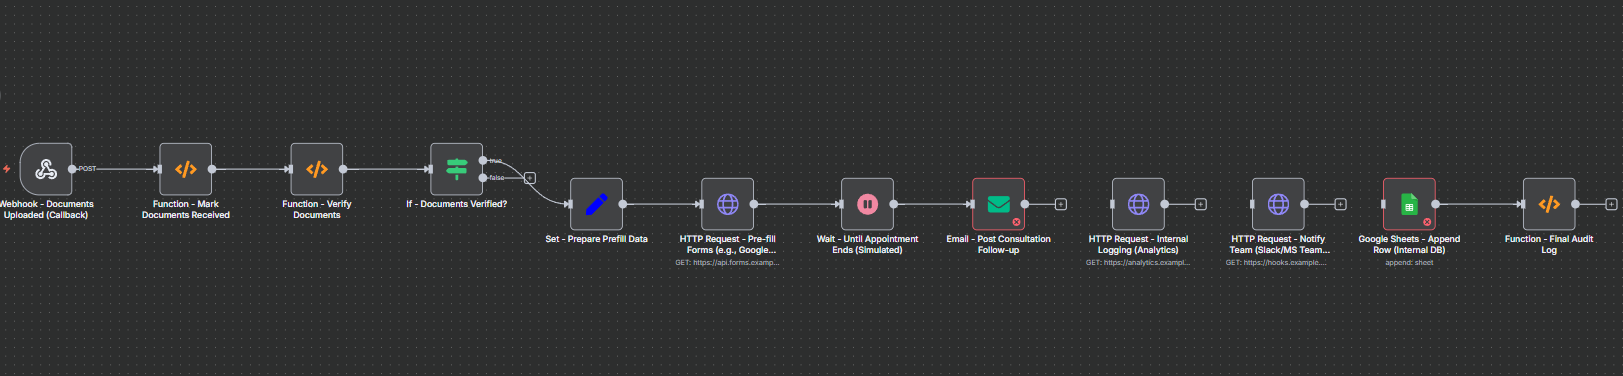 POST
Webhook - Documents
Uploaded (Callback)
Function - Mark
Documents Received
Function - Verify
Documents
true
false
If - Documents Verified?
Set - Prepare Prefill Data
HTTP Request - Pre-fill
Forms (e.g., Google...
GET: https://api.forms.examp...
Wait - Until Appointment
Ends (Simulated)
Email - Post Consultation
Follow-up
HTTP Request - Internal
Logging (Analytics)
GET: https://analytics.exampl...
HTTP Request - Notify
Team (Slack/MS Team...
GET: https://hooks.example....
Google Sheets - Append
Row (Internal DB)
append: sheet
Function - Final Audit
Log